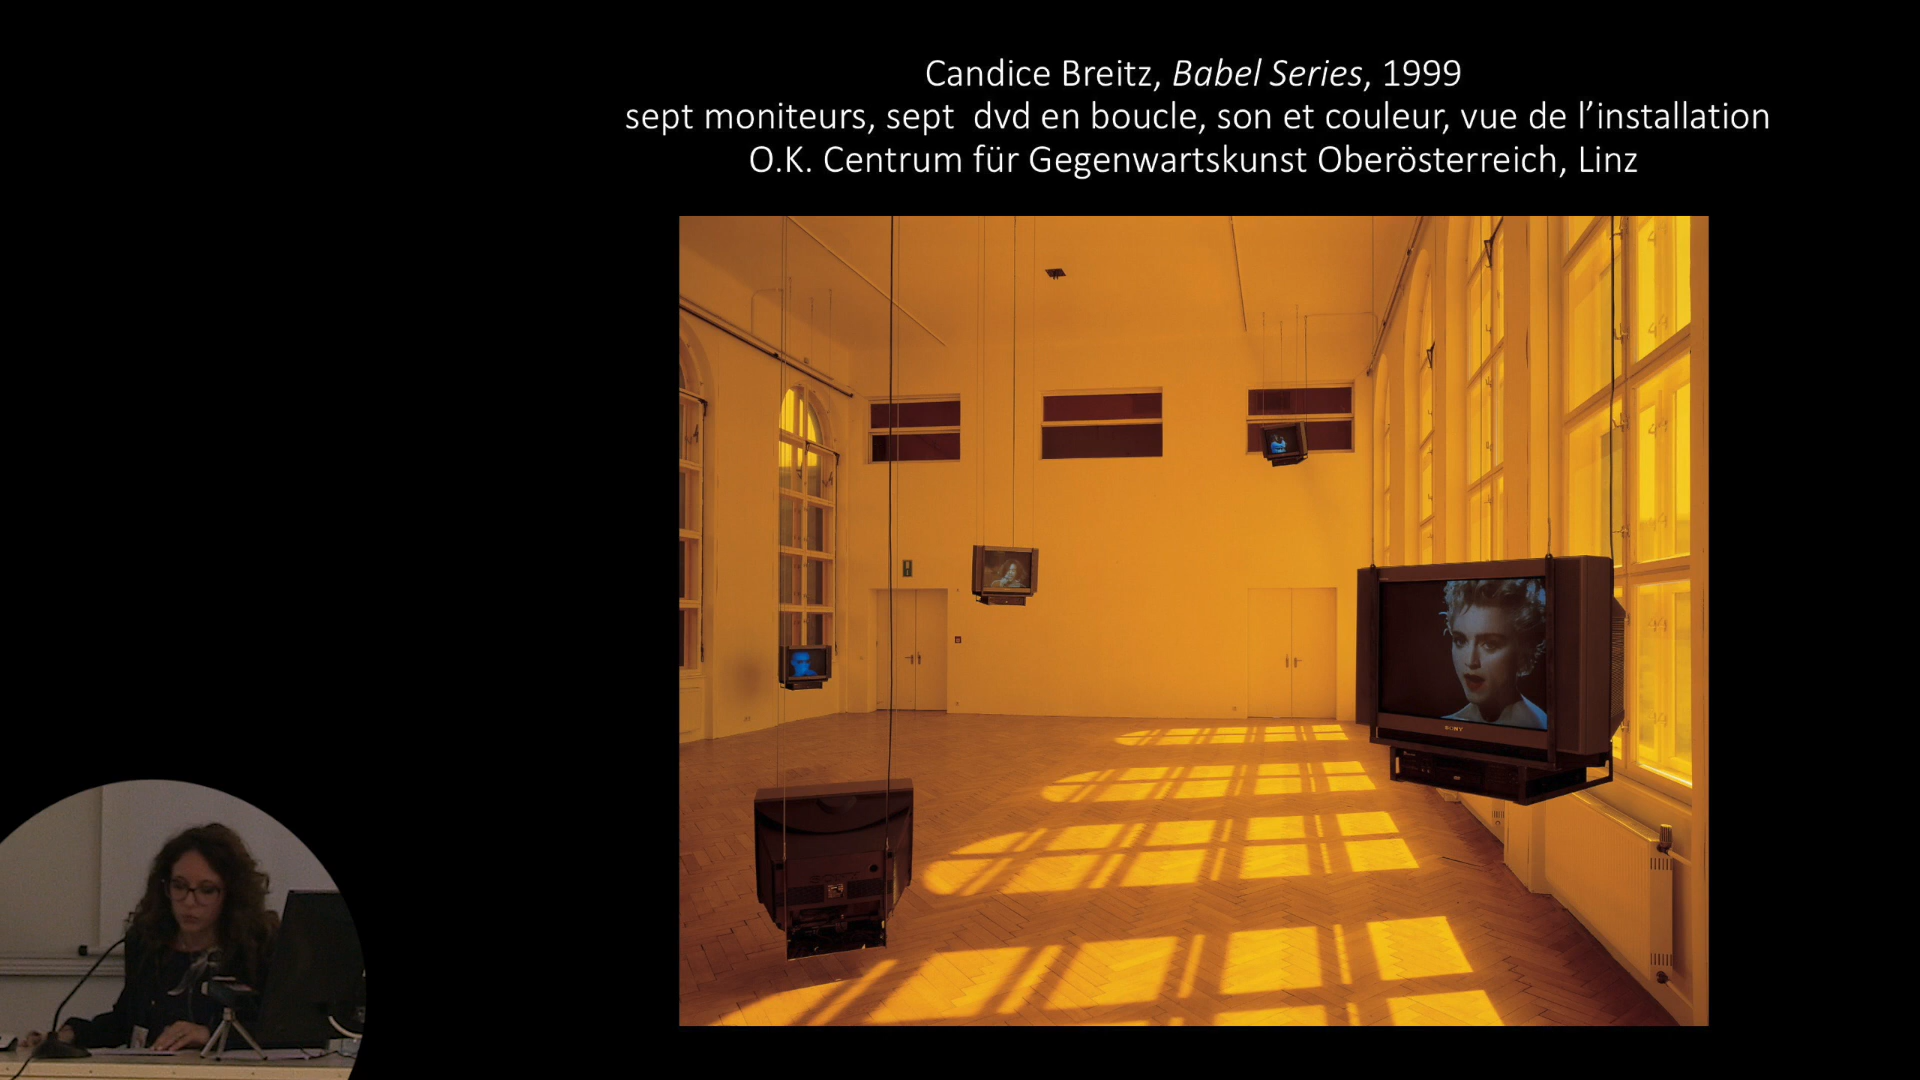 Candice Breitz, Babel Series, 1999
sept moniteurs, sept  dvd en boucle, son et couleur, vue de l’installation
O.K. Centrum für Gegenwartskunst Oberösterreich, Linz
SONY